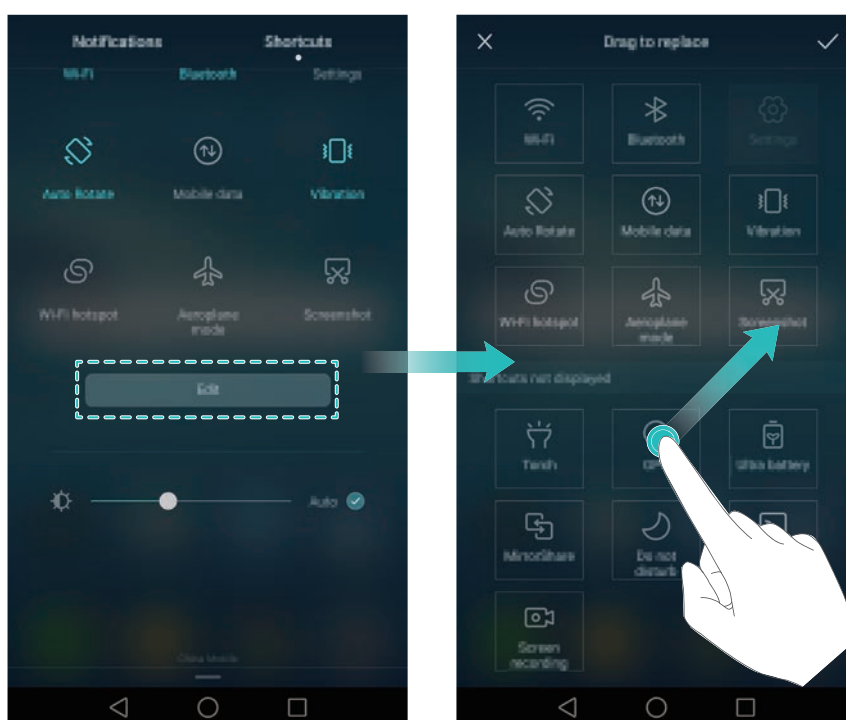 Notifications Shortcuts
Wi-Fi Bluetooth Settings
Auto Rotate Mobile data Vibration
Wi-Fi hotspot Aeroplane mode Screenshot
Edit
Auto
China Mobile
Drag to replace
Wi-Fi Bluetooth Settings
Auto Rotate Mobile data Vibration
Wi-Fi hotspot Aeroplane mode Screenshot
Shortcuts not displayed
Torch Ultra battery
MirrorShare Do not disturb
Screen recording